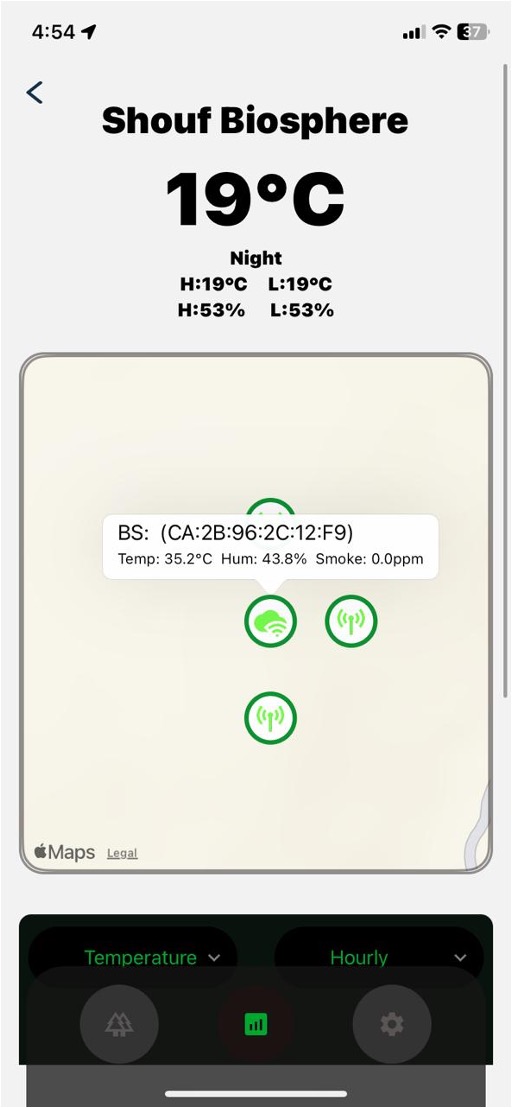 4:54
37
Shouf Biosphere
19°C
Night
H:19°C L:19°C
H:53% L:53%
BS: (CA:2B:96:2C:12:F9)
Temp: 35.2°C Hum: 43.8% Smoke: 0.0ppm
Maps Legal
Temperature Hourly